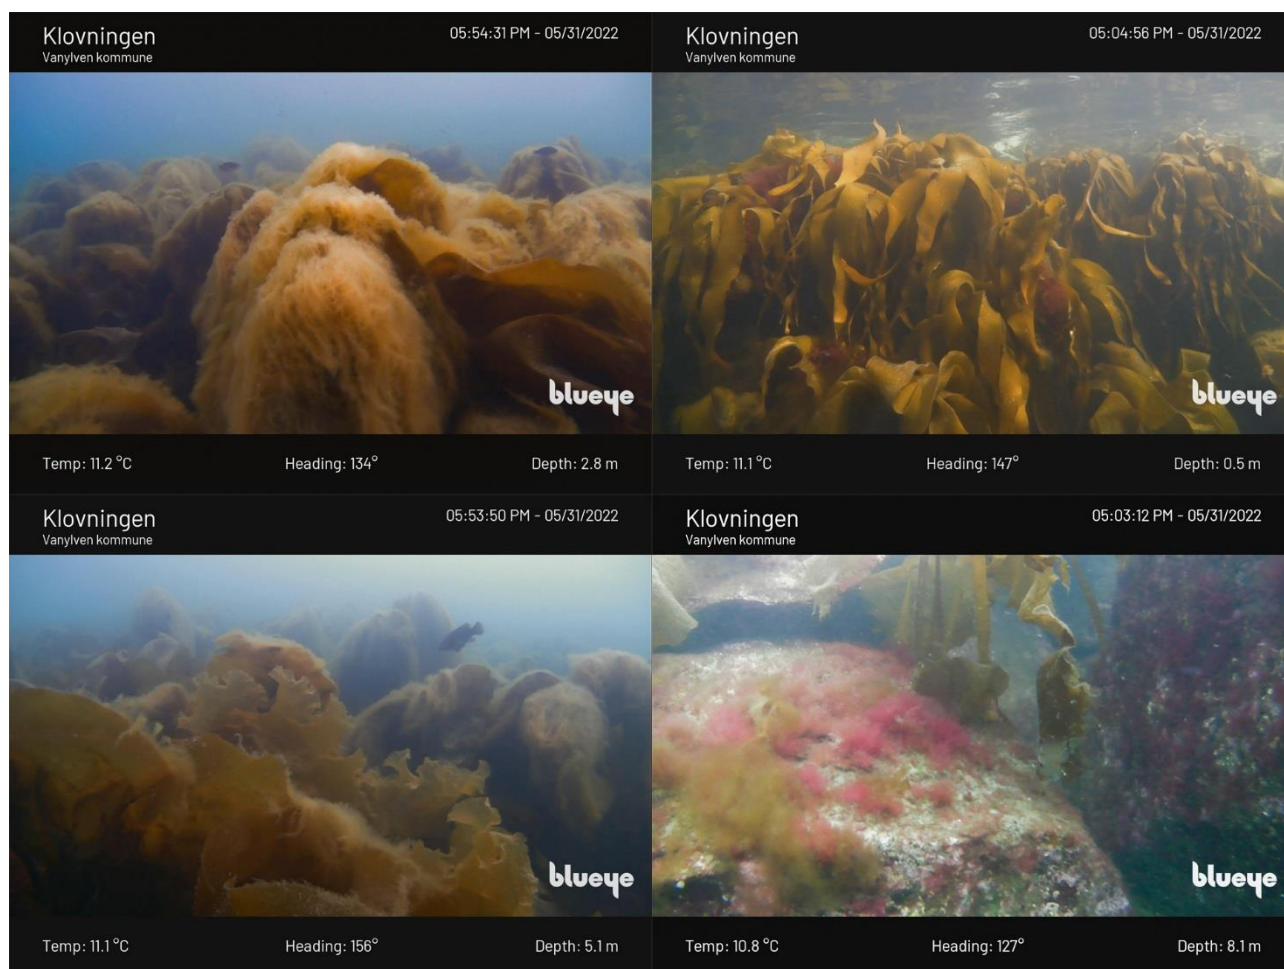 Klovningen
05:54:31 PM - 05/31/2022
Vanylven kommune
blueye
Temp: 11.2 °C
Heading: 134°
Depth: 2.8 m
Klovningen
05:04:56 PM - 05/31/2022
Vanylven kommune
blueye
Temp: 11.1 °C
Heading: 147°
Depth: 0.5 m
Klovningen
05:53:50 PM - 05/31/2022
Vanylven kommune
blueye
Temp: 11.1 °C
Heading: 156°
Depth: 5.1 m
Klovningen
05:03:12 PM - 05/31/2022
Vanylven kommune
blueye
Temp: 10.8 °C
Heading: 127°
Depth: 8.1 m